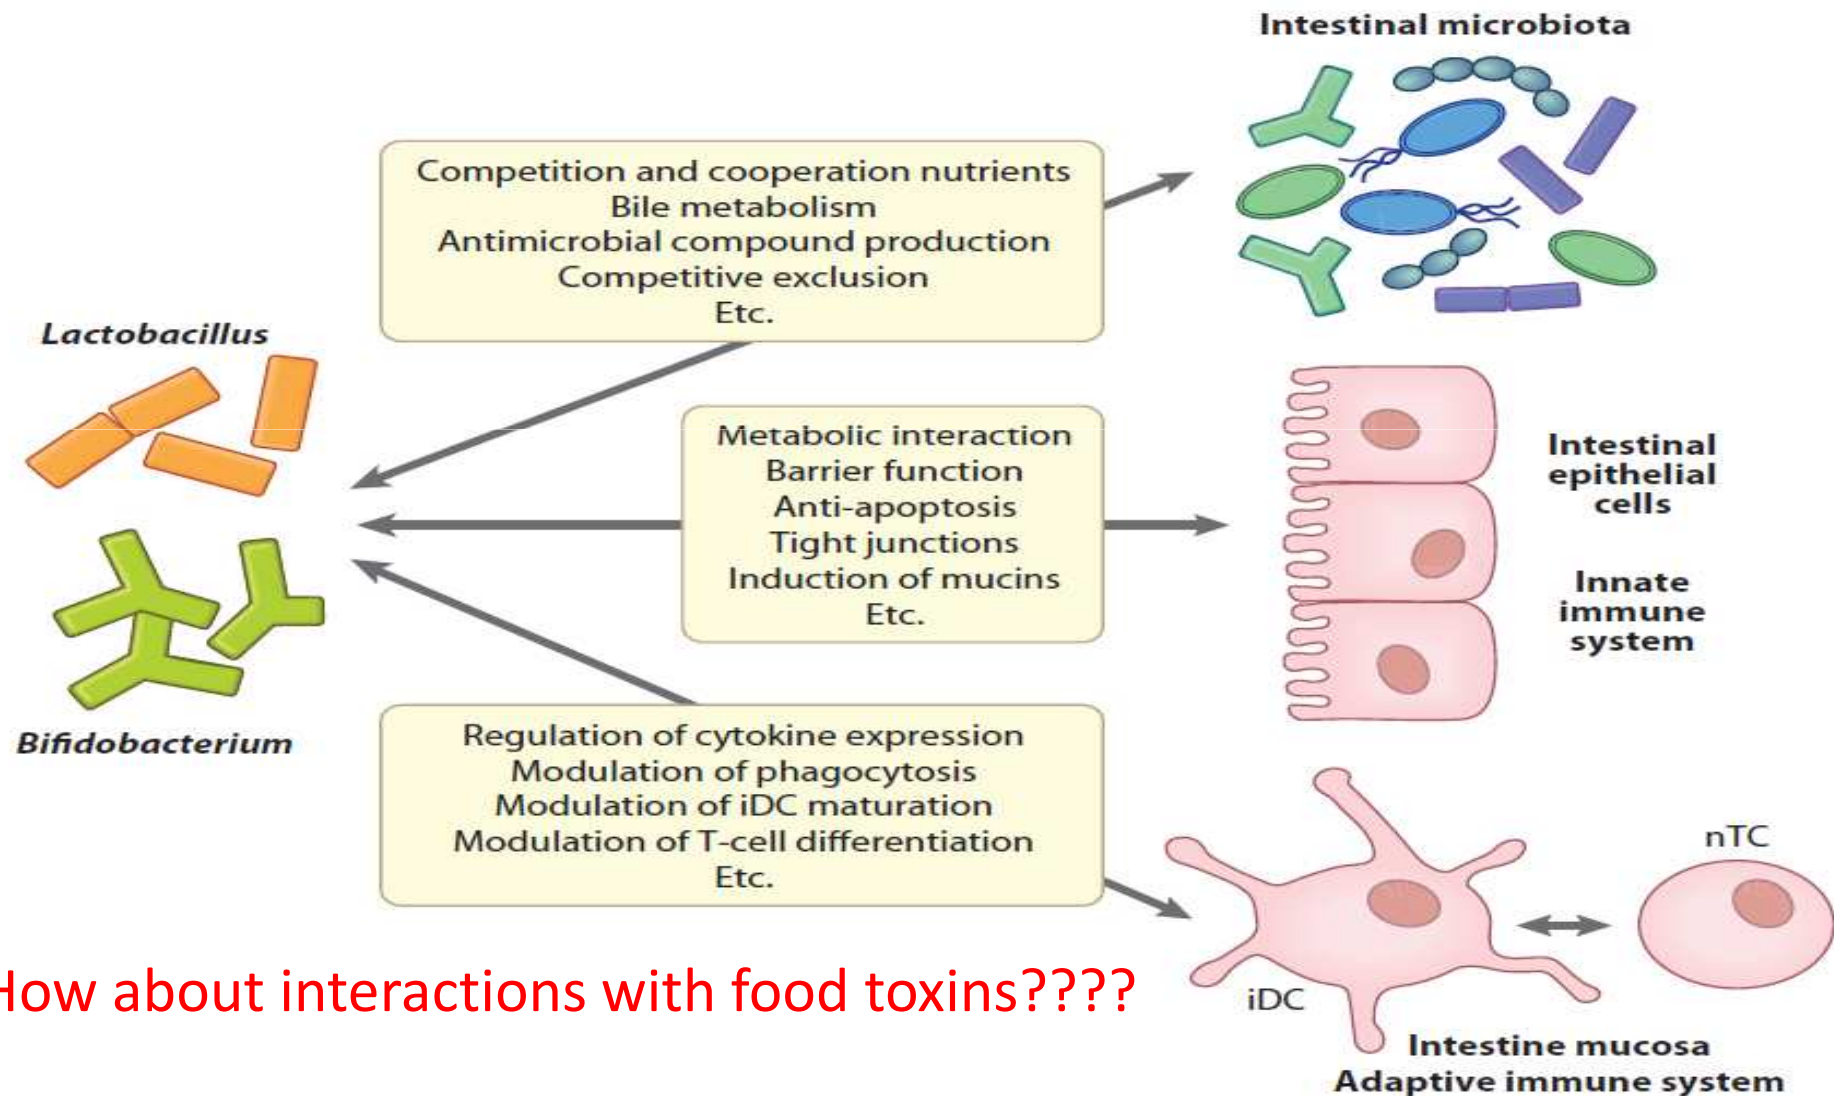 Intestinal microbiota
Competition and cooperation nutrients
Bile metabolism
Antimicrobial compound production
Competitive exclusion
Etc.
Lactobacillus
Metabolic interaction
Barrier function
Anti-apoptosis
Tight junctions
Induction of mucins
Etc.
Intestinal
epithelial
cells
Innate
immune
system
Bifidobacterium
Regulation of cytokine expression
Modulation of phagocytosis
Modulation of iDC maturation
Modulation of T-cell differentiation
Etc.
nTC
iDC
How about interactions with food toxins????
Intestine mucosa
Adaptive immune system